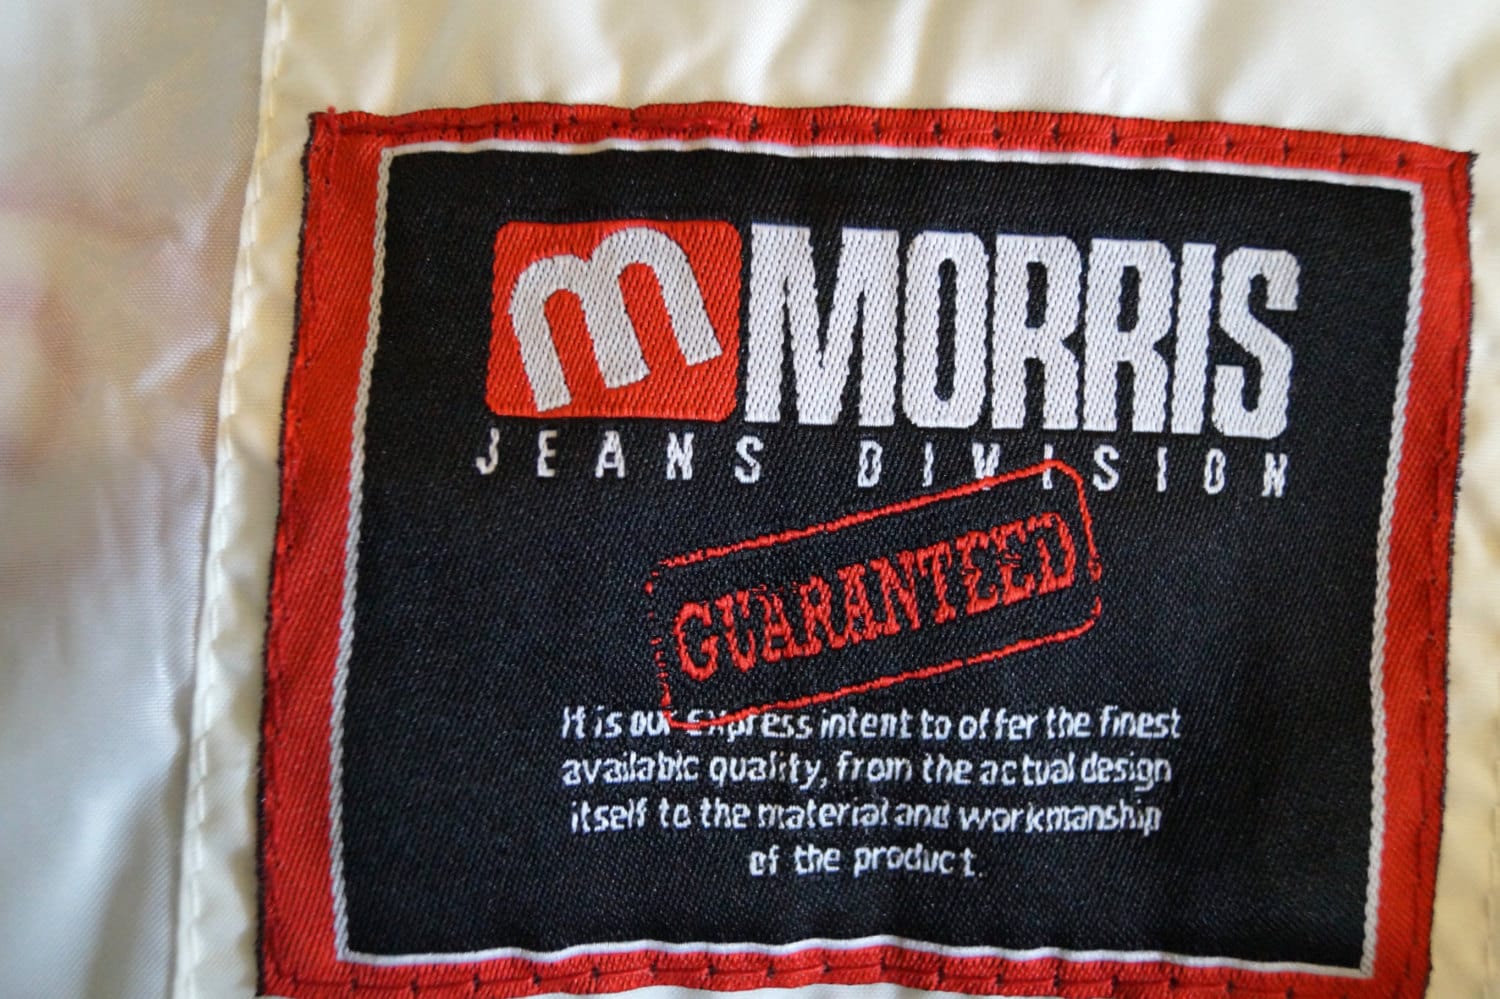 m MORRIS
JEANS DIVISION
GUARANTEED
It is our express intent to offer the finest
available quality, from the actual design
itself to the material and workmanship
of the product.